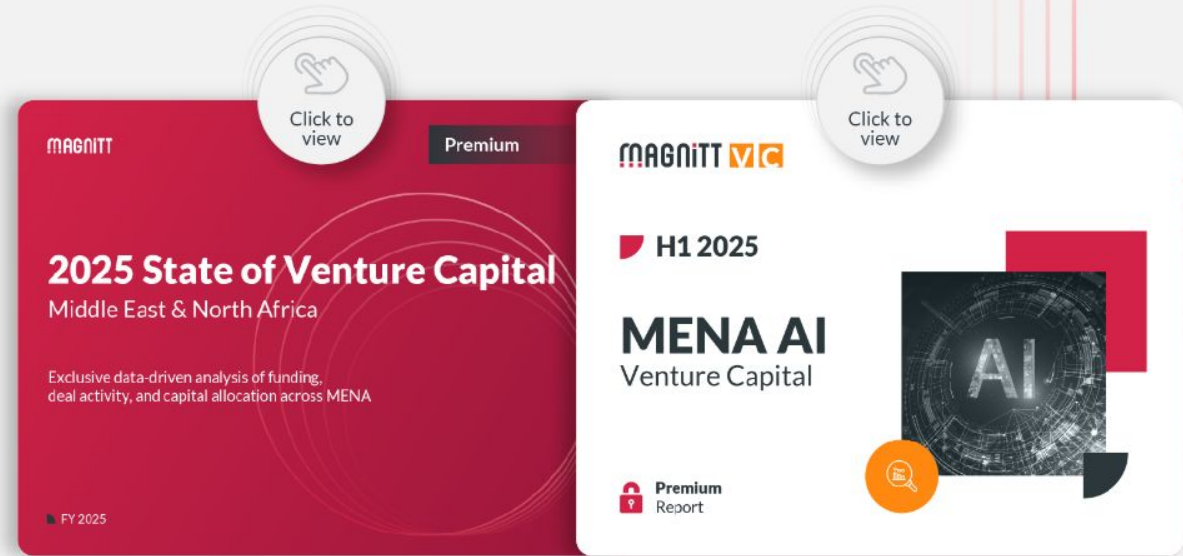 Click to
view
MAGNiTT
Premium
2025 State of Venture Capital
Middle East & North Africa
Exclusive data-driven analysis of funding,
deal activity, and capital allocation across MENA
FY 2025
Click to
view
MAGNiTT VC
H1 2025
MENA AI
Venture Capital
AI
Premium
Report